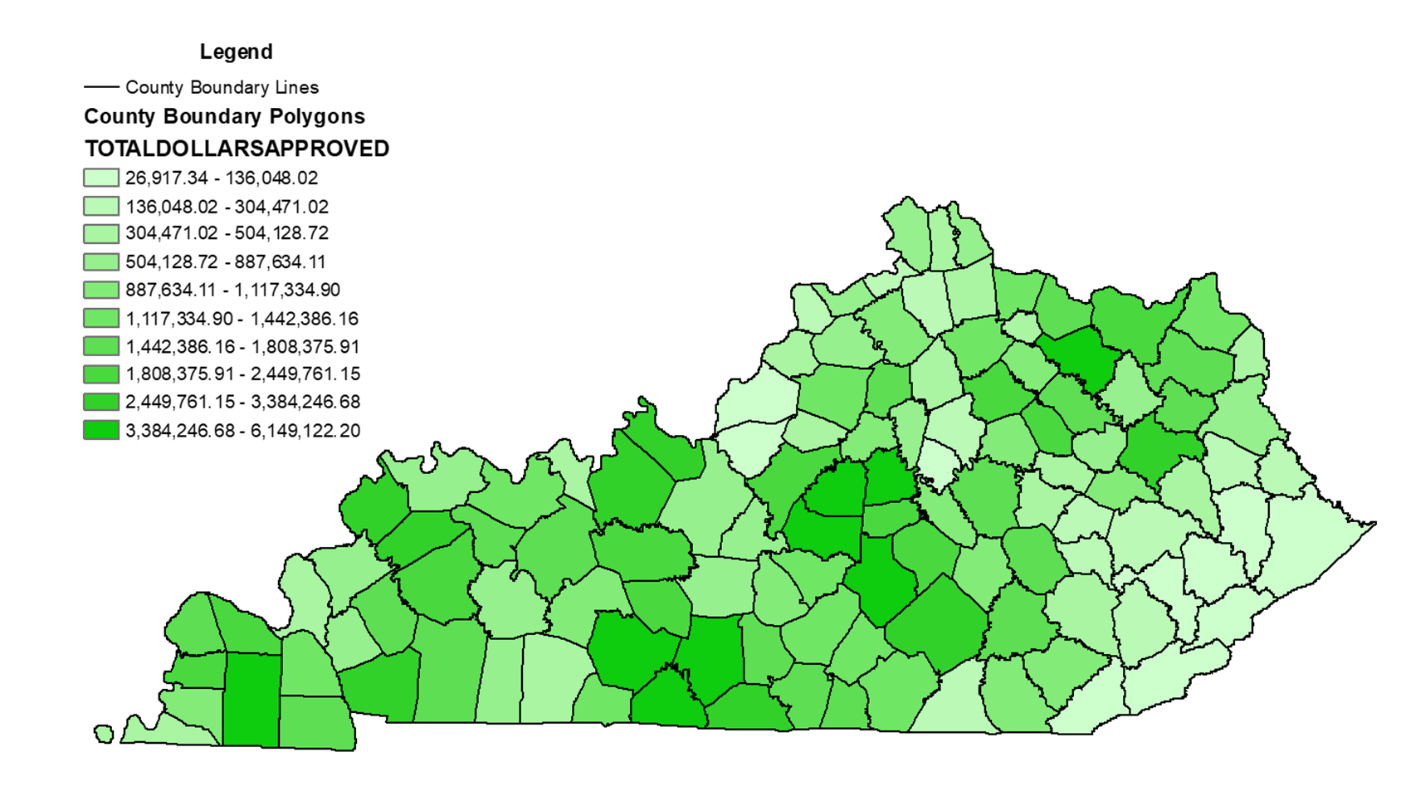 Legend
County Boundary Lines
County Boundary Polygons
TOTALDOLLARSAPPROVED
26,917.34 - 136,048.02
136,048.02 - 304,471.02
304,471.02 - 504,128.72
504,128.72 - 887,634.11
887,634.11 - 1,117,334.90
1,117,334.90 - 1,442,386.16
1,442,386.16 - 1,808,375.91
1,808,375.91 - 2,449,761.15
2,449,761.15 - 3,384,246.68
3,384,246.68 - 6,149,122.20